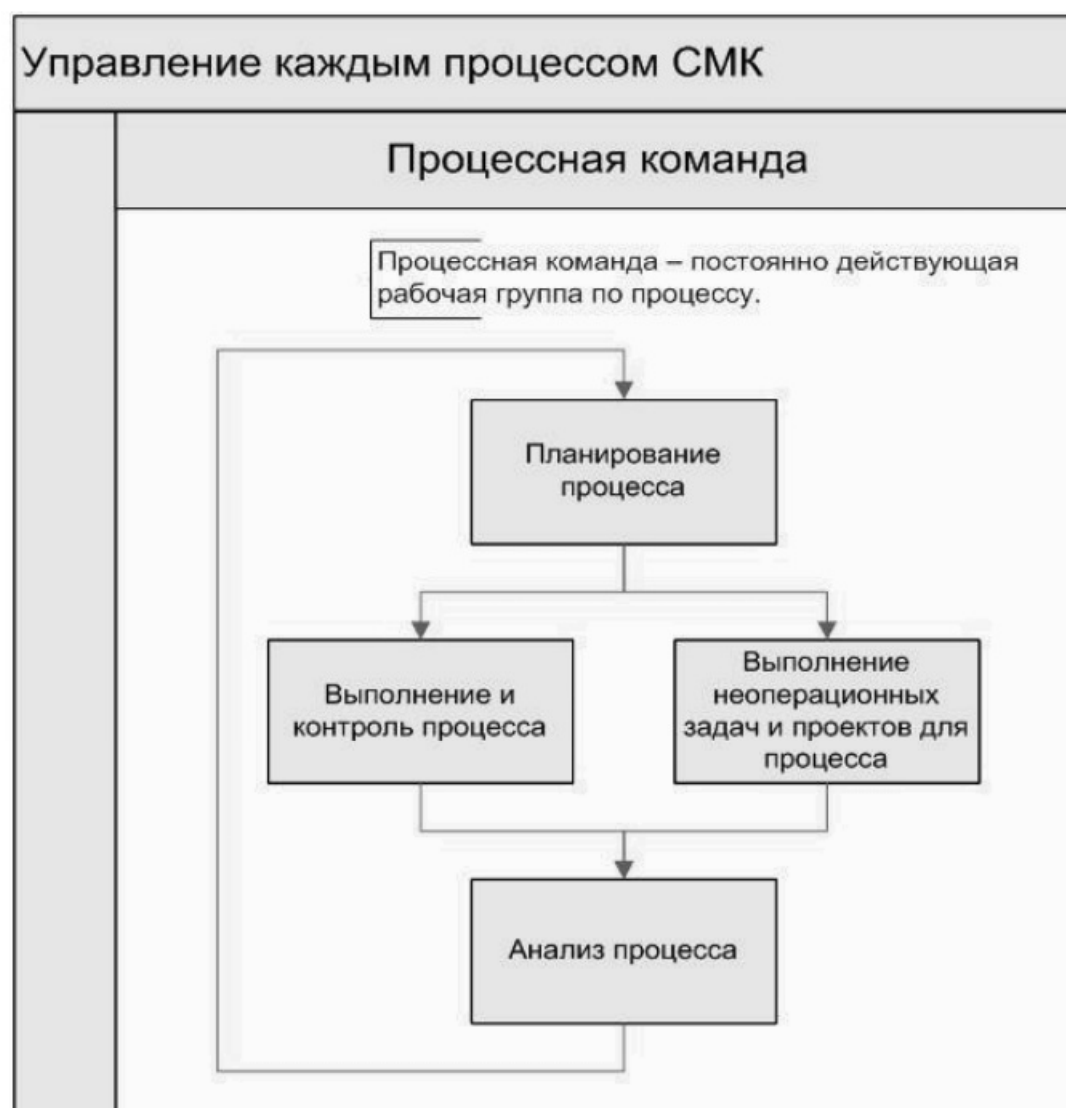 Управление каждым процессом СМК
Процессная команда
Процессная команда – постоянно действующая
рабочая группа по процессу.
Планирование
процесса
Выполнение и
контроль процесса
Выполнение
неоперационных
задач и проектов для
процесса
Анализ процесса